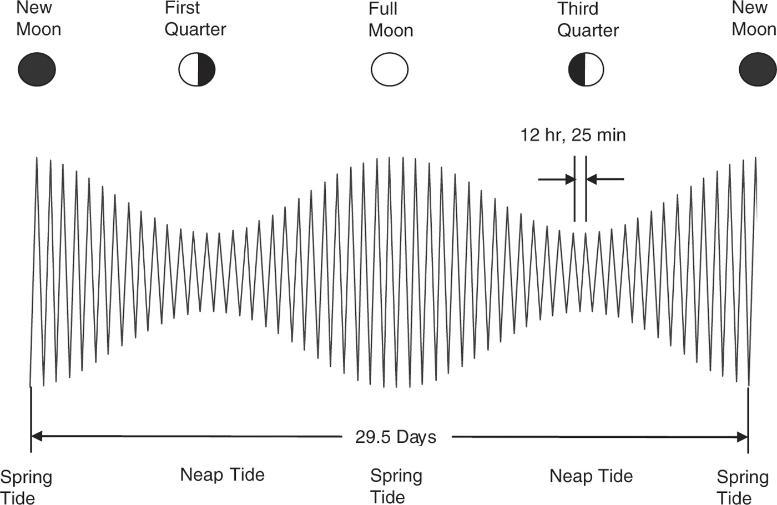 New
Moon
First
Quarter
Full
Moon
Third
Quarter
New
Moon
12 hr, 25 min
29.5 Days
Spring
Tide
Neap Tide
Spring
Tide
Neap Tide
Spring
Tide